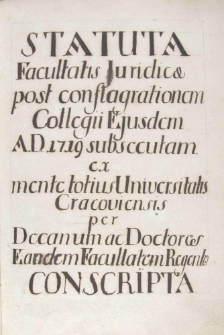 STATUTA
Facultatis Juridicæ
post conflagrationem
Collegii Ejusdem
A.D. 1719 subsecutam
ex
mente totius Universitatis
Cracoviensis
per
Decanum ac Doctores
Eandem Facultatem Regentes
CONSCRIPTA